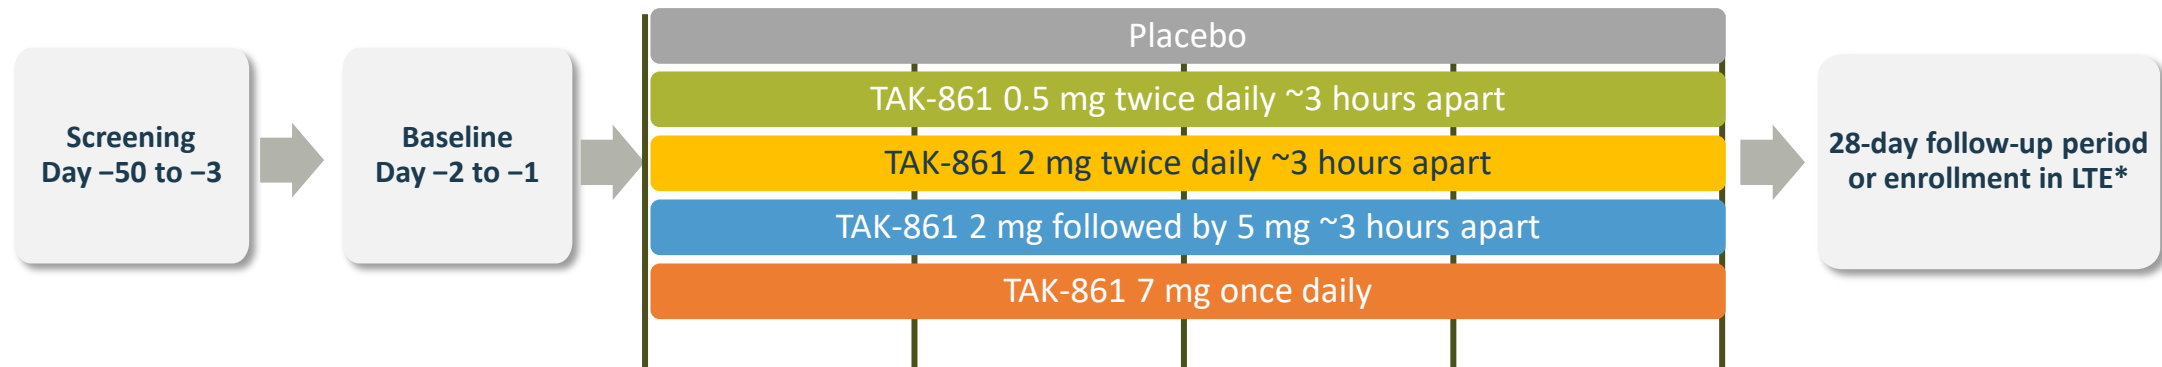 Screening
Day −50 to −3
Baseline
Day −2 to −1
Placebo
TAK-861 0.5 mg twice daily ~3 hours apart
TAK-861 2 mg twice daily ~3 hours apart
TAK-861 2 mg followed by 5 mg ~3 hours apart
TAK-861 7 mg once daily
28-day follow-up period
or enrollment in LTE*